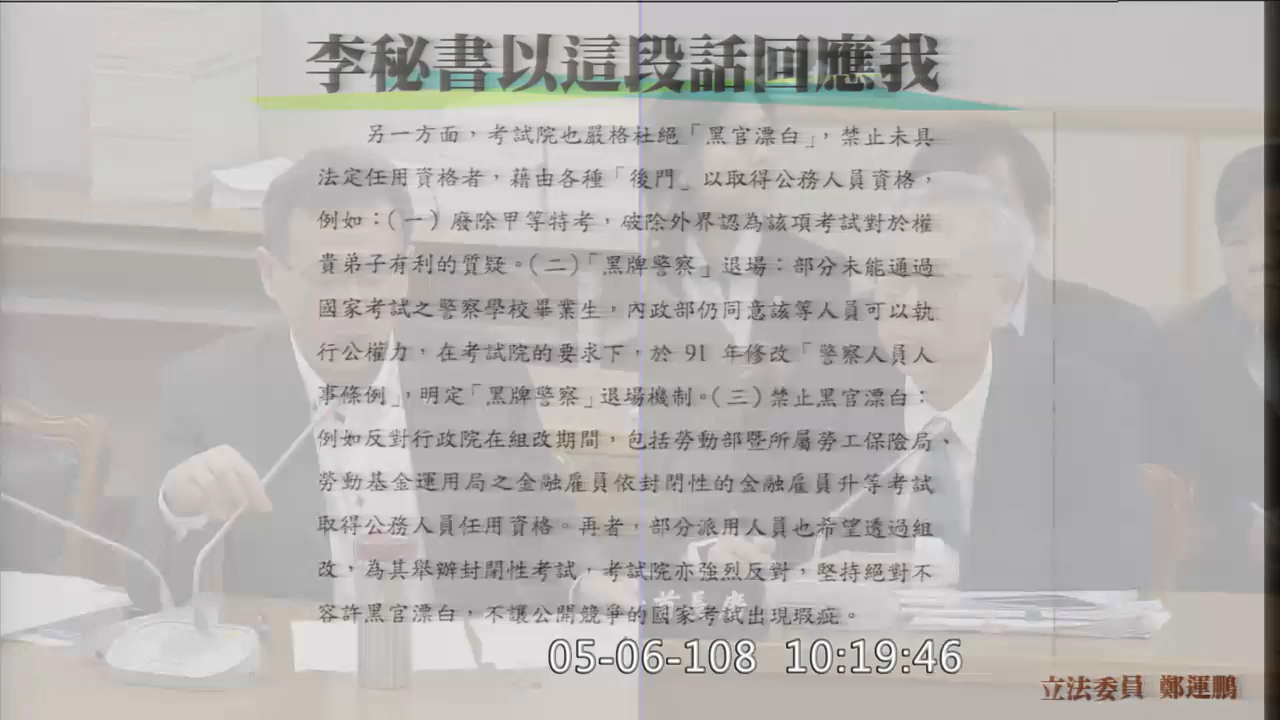 李秘書以這段話回應我
另一方面，考試院也嚴格杜絕「黑官漂白」，禁止未具
法定任用資格者，藉由各種「後門」以取得公務人員資格，
例如：（一）廢除甲等特考，破除外界認為該項考試對於權
貴弟子有利的質疑。（二）「黑牌警察」退場：部分未能通過
國家考試之警察學校畢業生，內政部仍同意該等人員可以執
行公權力，在考試院的要求下，於 91 年修改「警察人員人
事條例」，明定「黑牌警察」退場機制。（三）禁止黑官漂白：
例如反對行政院在組改期間，包括勞動部暨所屬勞工保險局、
勞動基金運用局之金融雇員依封閉性的金融雇員升等考試
取得公務人員任用資格。再者，部分派用人員也希望透過組
改，為其舉辦封閉性考試，考試院亦強烈反對，堅持絕對不
容許黑官漂白，不讓公開競爭的國家考試出現瑕疵。
05-06-108 10:19:46
立法委員 鄭運鵬